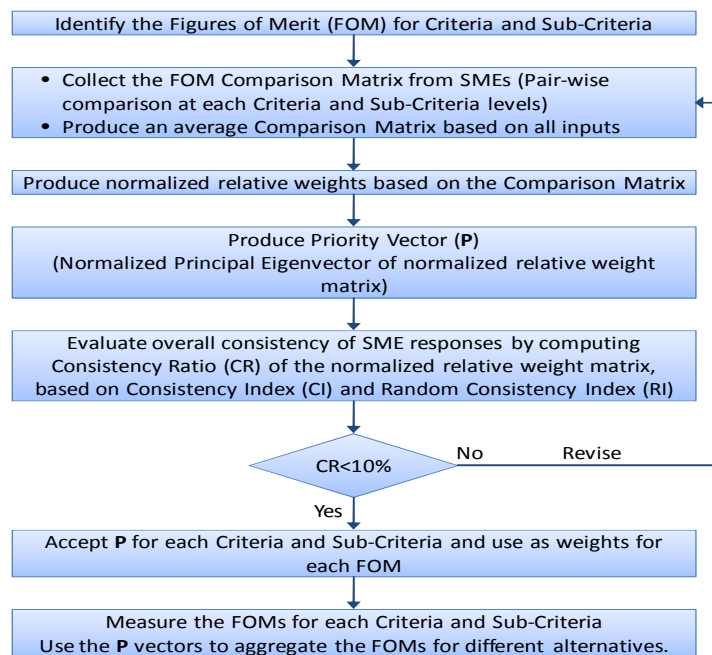 Identify the Figures of Merit (FOM) for Criteria and Sub-Criteria
• Collect the FOM Comparison Matrix from SMEs (Pair-wise
comparison at each Criteria and Sub-Criteria levels)
• Produce an average Comparison Matrix based on all inputs
Produce normalized relative weights based on the Comparison Matrix
Produce Priority Vector (P)
(Normalized Principal Eigenvector of normalized relative weight
matrix)
Evaluate overall consistency of SME responses by computing
Consistency Ratio (CR) of the normalized relative weight matrix,
based on Consistency Index (CI) and Random Consistency Index (RI)
CR<10%
No
Revise
Yes
Accept P for each Criteria and Sub-Criteria and use as weights for
each FOM
Measure the FOMs for each Criteria and Sub-Criteria
Use the P vectors to aggregate the FOMs for different alternatives.